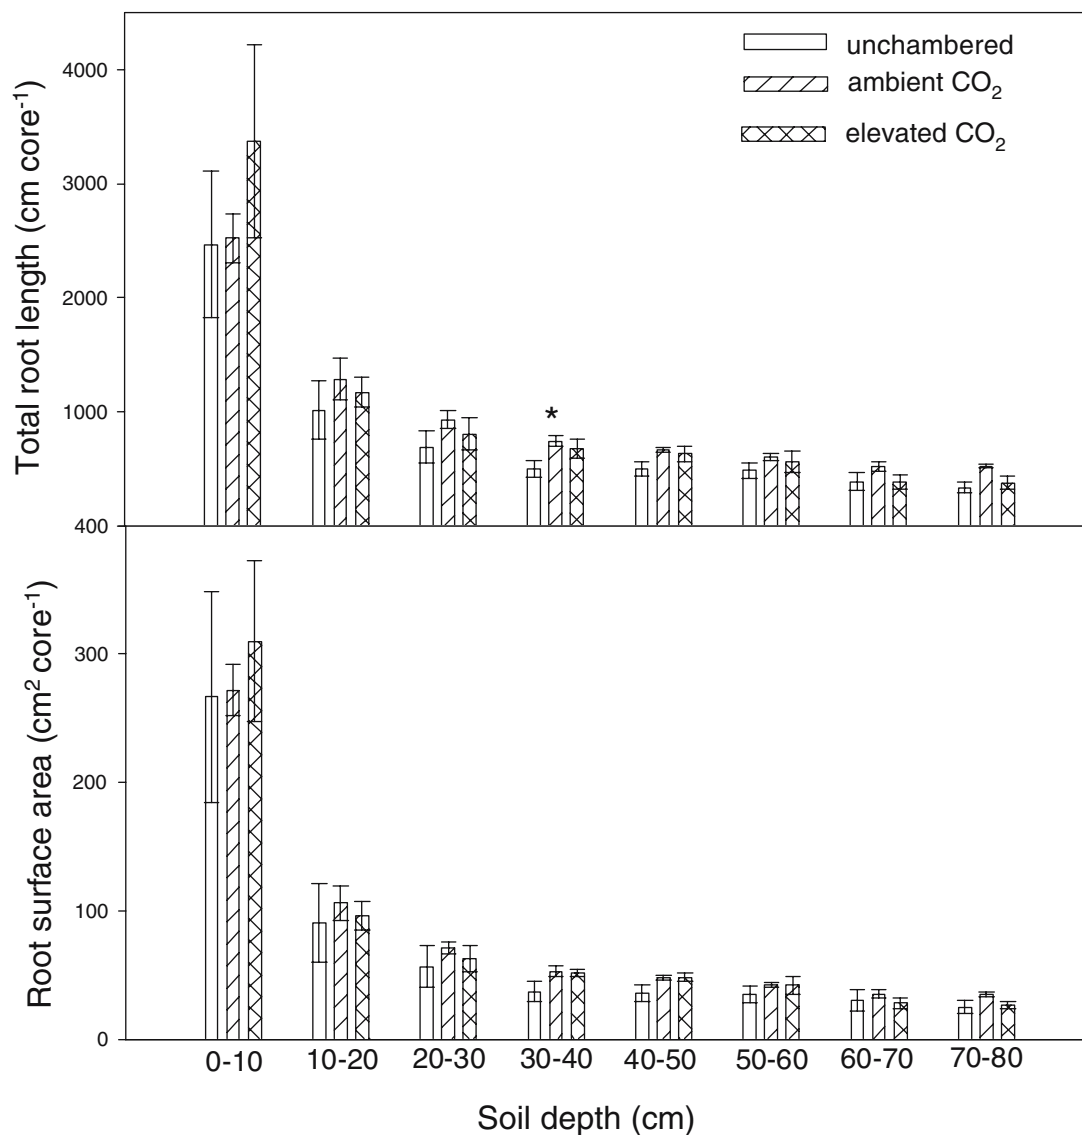 unchambered
ambient CO₂
elevated CO₂
Total root length (cm core⁻¹)
4000
3000
2000
1000
*
400
Root surface area (cm² core⁻¹)
300
200
100
0
0-10 10-20 20-30 30-40 40-50 50-60 60-70 70-80
Soil depth (cm)